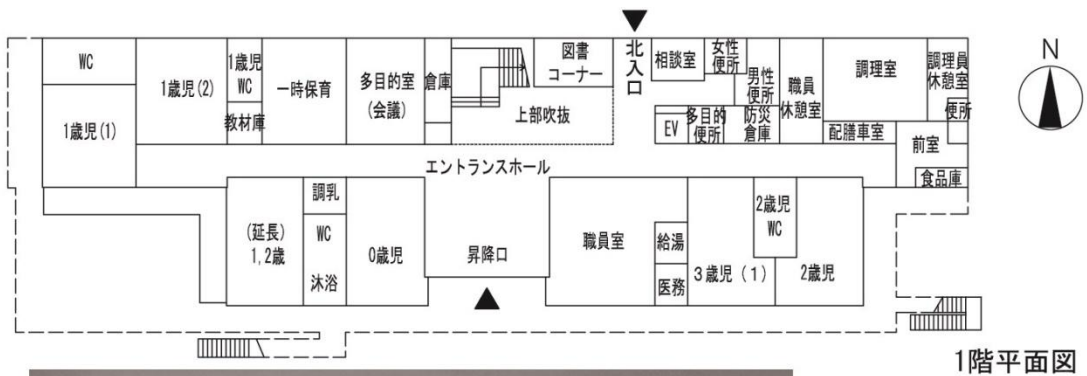 WC
1歳児(1)
1歳児(2)
1歳児
WC
教材庫
一時保育
多目的室
(会議)
倉庫
図書
コーナー
上部吹抜
北入口
相談室
女性
便所
男性
便所
EV
多目的
便所
防災
倉庫
職員
休憩室
調理室
配膳車室
調理員
休憩室
便所
前室
食品庫
N
エントランスホール
(延長)
1,2歳
調乳
WC
沐浴
0歳児
昇降口
職員室
給湯
医務
3歳児(1)
2歳児
WC
2歳児
1階平面図